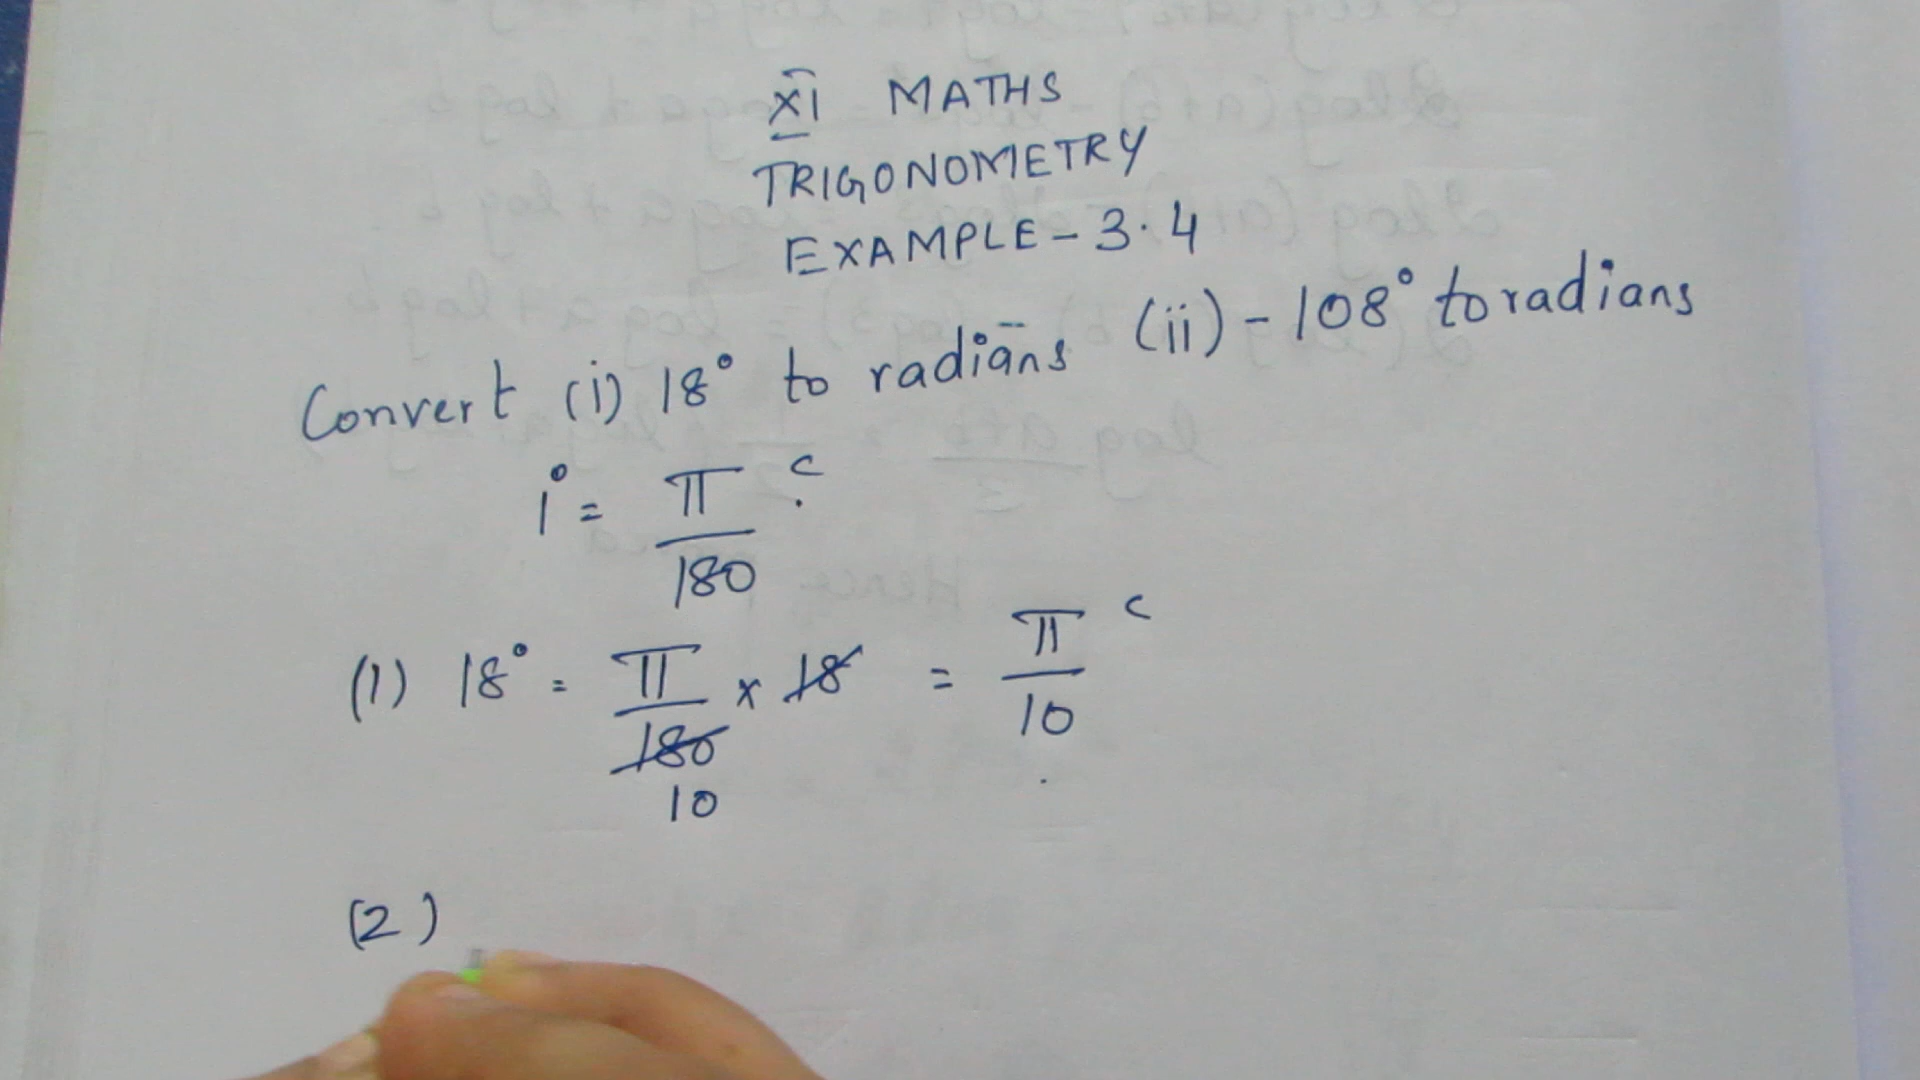 XI MATHS
TRIGONOMETRY
EXAMPLE - 3.4
Convert (i) 18° to radians (ii) - 108° to radians
1° = π/180 ᶜ
(1) 18° = π/180 × 18 = π/10 ᶜ
10
(2)